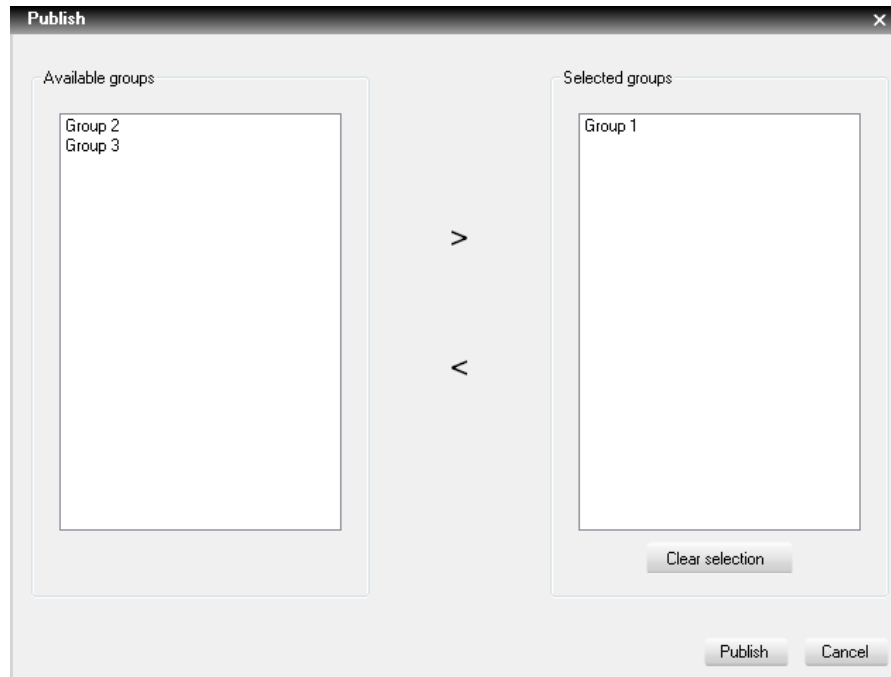 Publish
Available groups
Group 2
Group 3
>
<
Selected groups
Group 1
Clear selection
Publish
Cancel